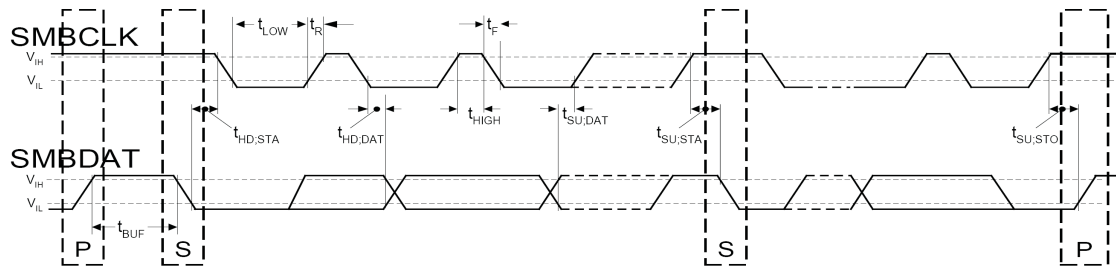 t_LOW t_R t_F
SMBCLK
V_IH
V_IL
t_HD;STA t_HD;DAT t_HIGH t_SU;DAT t_SU;STA t_SU;STO
SMBDAT
V_IH
V_IL
t_BUF
P S S P